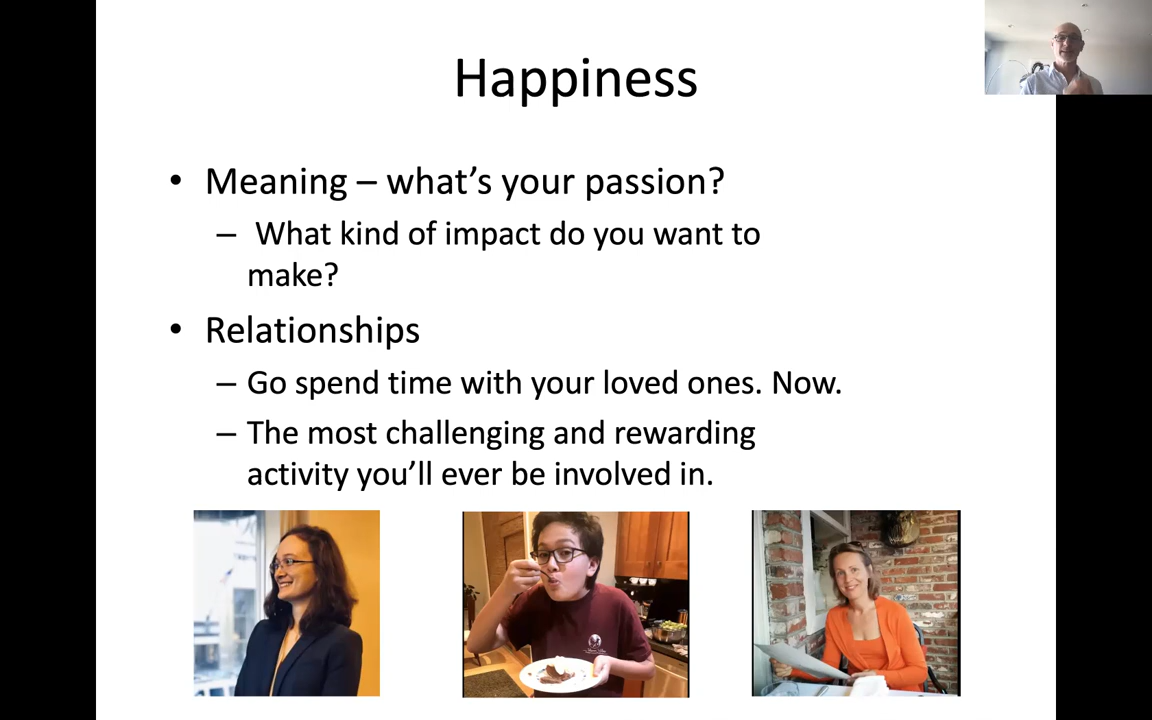 Happiness
• Meaning – what's your passion?
– What kind of impact do you want to
make?
• Relationships
– Go spend time with your loved ones. Now.
– The most challenging and rewarding
activity you'll ever be involved in.